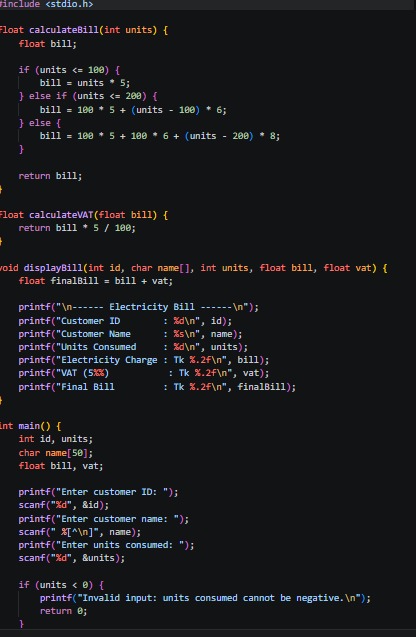 #include <stdio.h>
float calculateBill(int units) {
    float bill;
    if (units <= 100) {
        bill = units * 5;
    } else if (units <= 200) {
        bill = 100 * 5 + (units - 100) * 6;
    } else {
        bill = 100 * 5 + 100 * 6 + (units - 200) * 8;
    }
    return bill;
}
float calculateVAT(float bill) {
    return bill * 5 / 100;
}
void displayBill(int id, char name[], int units, float bill, float vat) {
    float finalBill = bill + vat;
    printf("\n------ Electricity Bill ------\n");
    printf("Customer ID        : %d\n", id);
    printf("Customer Name      : %s\n", name);
    printf("Units Consumed     : %d\n", units);
    printf("Electricity Charge : Tk %.2f\n", bill);
    printf("VAT (5%%)           : Tk %.2f\n", vat);
    printf("Final Bill         : Tk %.2f\n", finalBill);
}
int main() {
    int id, units;
    char name[50];
    float bill, vat;
    printf("Enter customer ID: ");
    scanf("%d", &id);
    printf("Enter customer name: ");
    scanf(" %[^\n]", name);
    printf("Enter units consumed: ");
    scanf("%d", &units);
    if (units < 0) {
        printf("Invalid input: units consumed cannot be negative.\n");
        return 0;
    }